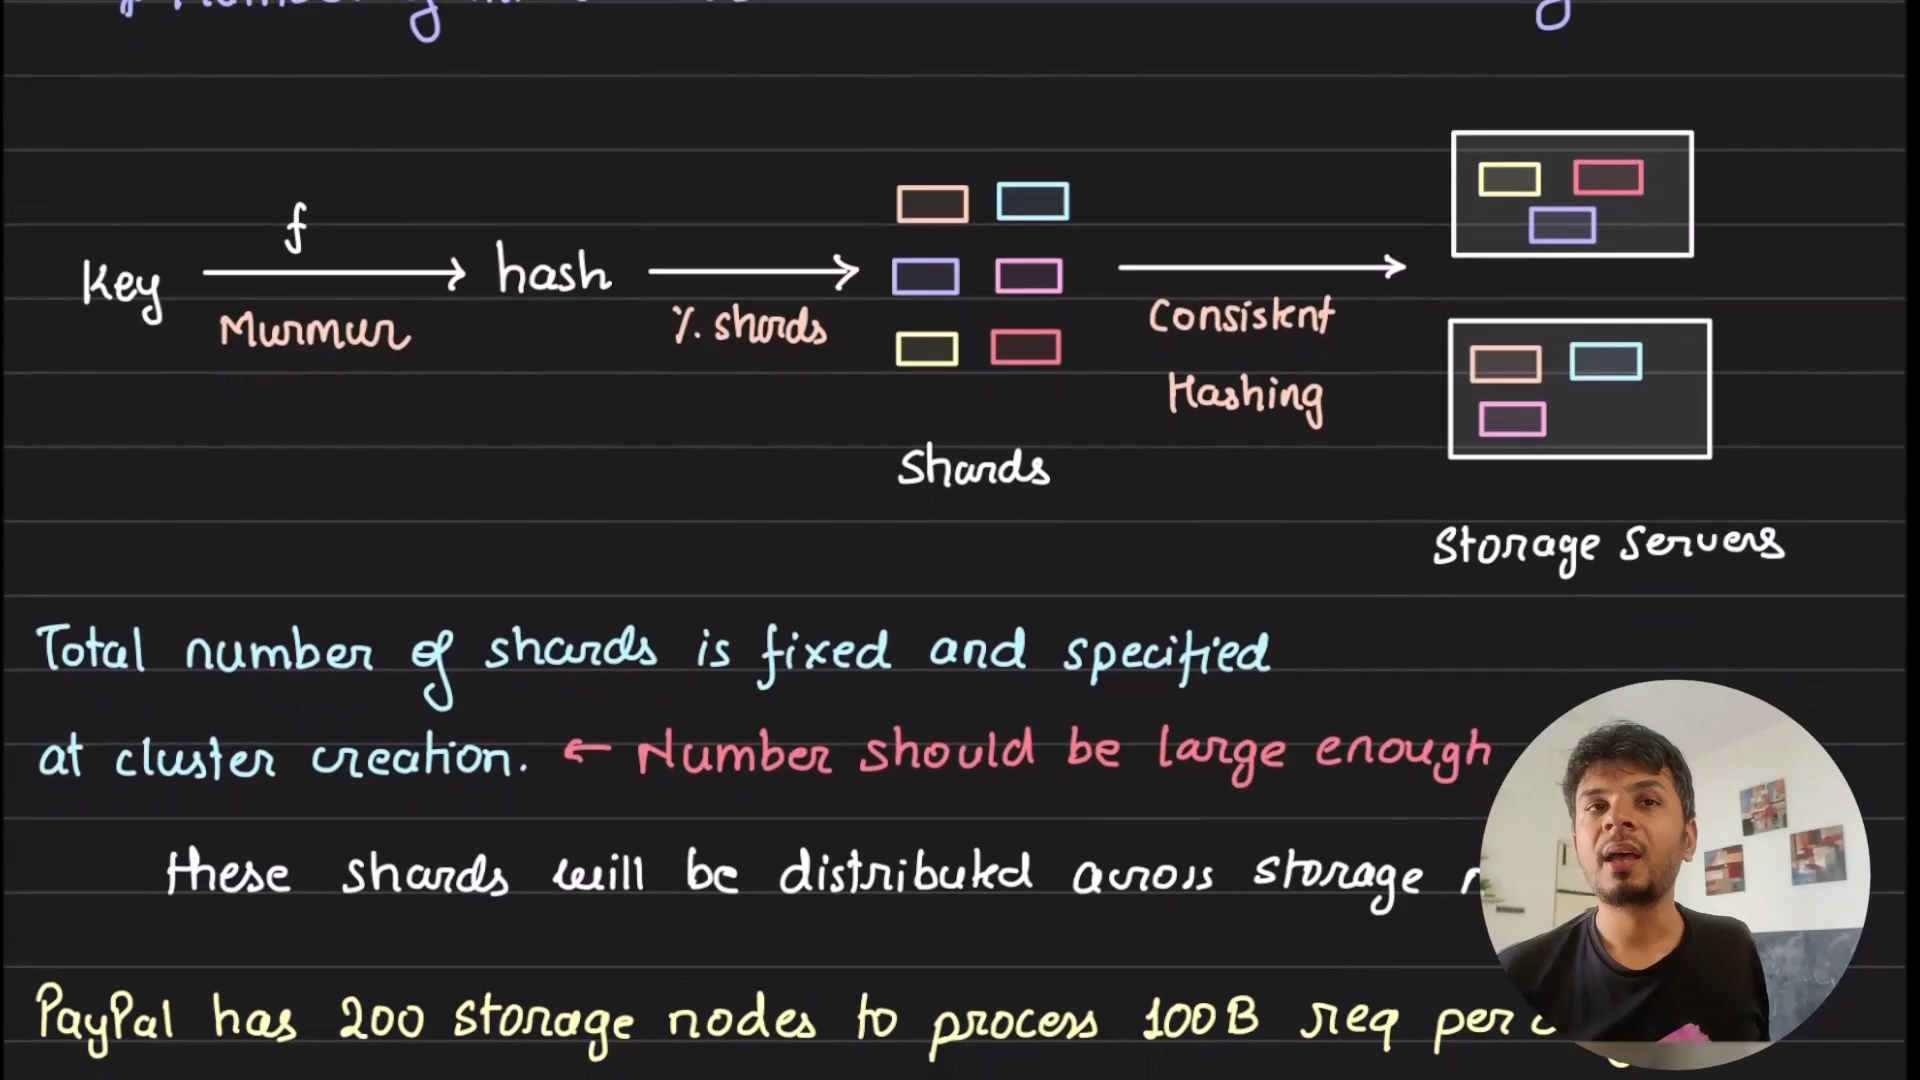 f
Key hash
Murmur % shards Consistent
Hashing
Shards
Storage Servers
Total number of shards is fixed and specified
at cluster creation. ← Number should be large enough
these shards will be distributed across storage
PayPal has 200 storage nodes to process 100B req per